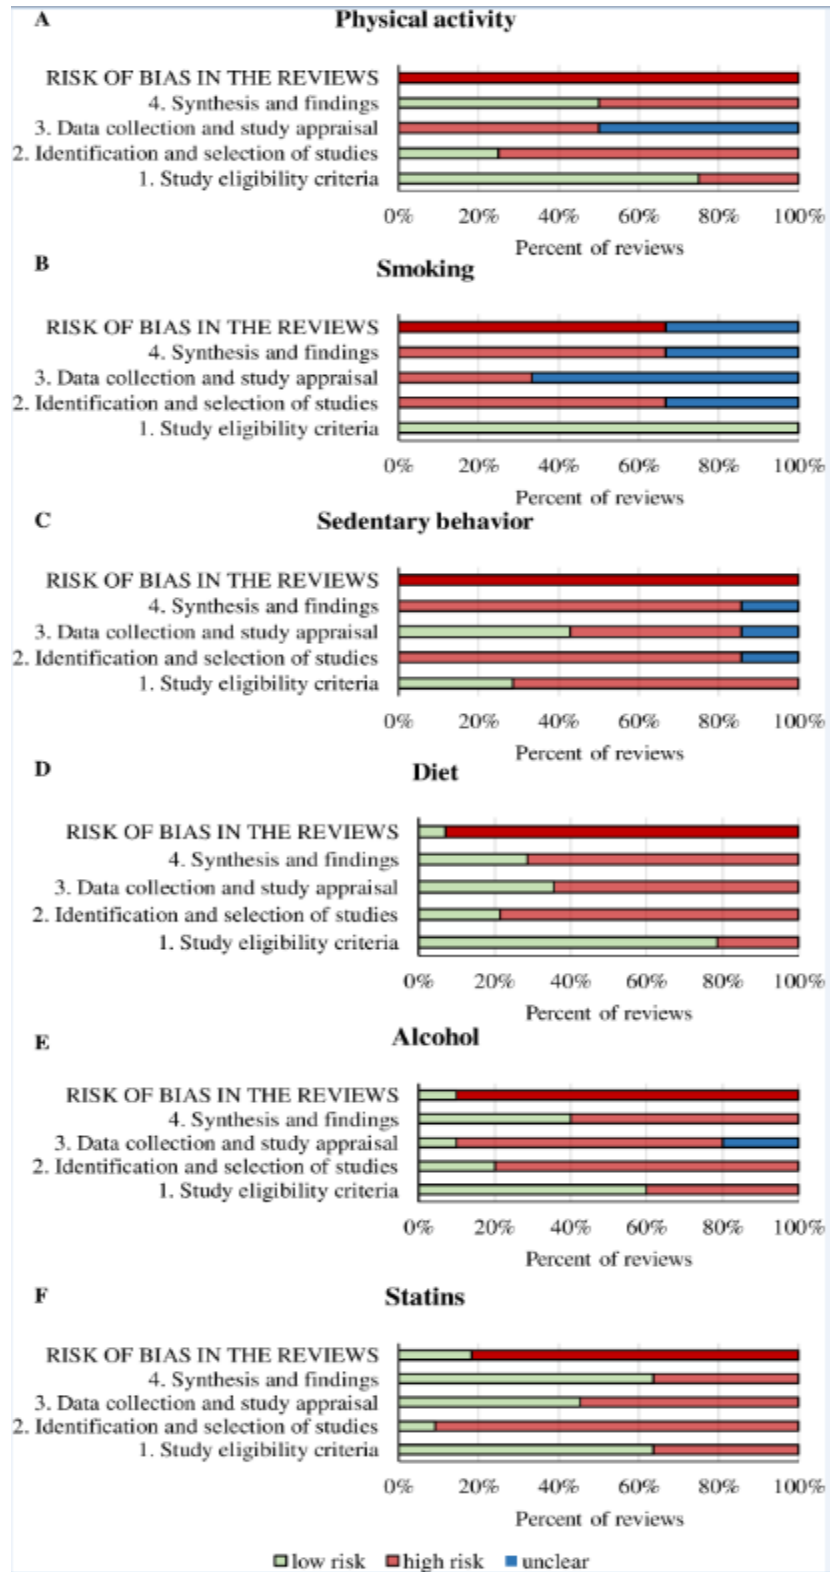 A
Physical activity
RISK OF BIAS IN THE REVIEWS
4. Synthesis and findings
3. Data collection and study appraisal
2. Identification and selection of studies
1. Study eligibility criteria
0% 20% 40% 60% 80% 100%
Percent of reviews
B
Smoking
RISK OF BIAS IN THE REVIEWS
4. Synthesis and findings
3. Data collection and study appraisal
2. Identification and selection of studies
1. Study eligibility criteria
0% 20% 40% 60% 80% 100%
Percent of reviews
C
Sedentary behavior
RISK OF BIAS IN THE REVIEWS
4. Synthesis and findings
3. Data collection and study appraisal
2. Identification and selection of studies
1. Study eligibility criteria
0% 20% 40% 60% 80% 100%
Percent of reviews
D
Diet
RISK OF BIAS IN THE REVIEWS
4. Synthesis and findings
3. Data collection and study appraisal
2. Identification and selection of studies
1. Study eligibility criteria
0% 20% 40% 60% 80% 100%
Percent of reviews
E
Alcohol
RISK OF BIAS IN THE REVIEWS
4. Synthesis and findings
3. Data collection and study appraisal
2. Identification and selection of studies
1. Study eligibility criteria
0% 20% 40% 60% 80% 100%
Percent of reviews
F
Statins
RISK OF BIAS IN THE REVIEWS
4. Synthesis and findings
3. Data collection and study appraisal
2. Identification and selection of studies
1. Study eligibility criteria
0% 20% 40% 60% 80% 100%
Percent of reviews
low risk high risk unclear